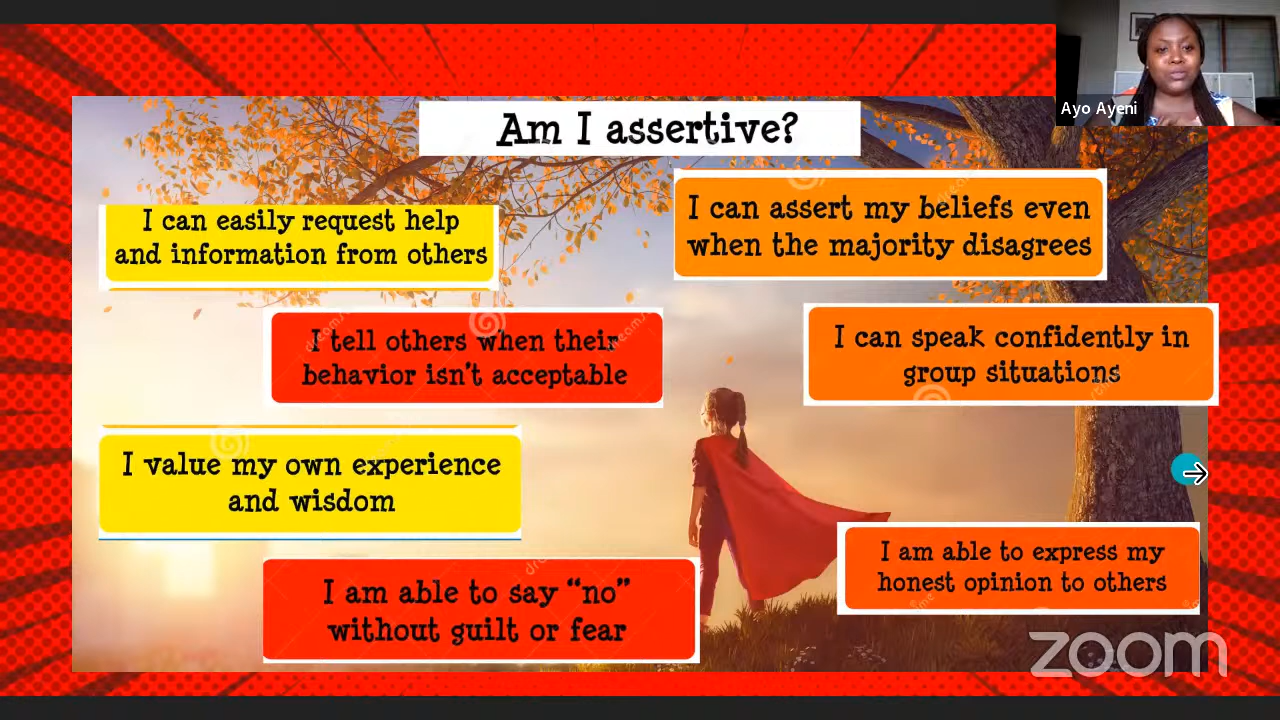 Ayo Ayeni
Am I assertive?
I can easily request help
and information from others
I can assert my beliefs even
when the majority disagrees
I tell others when their
behavior isn't acceptable
I can speak confidently in
group situations
I value my own experience
and wisdom
I am able to express my
honest opinion to others
I am able to say “no”
without guilt or fear
zoom